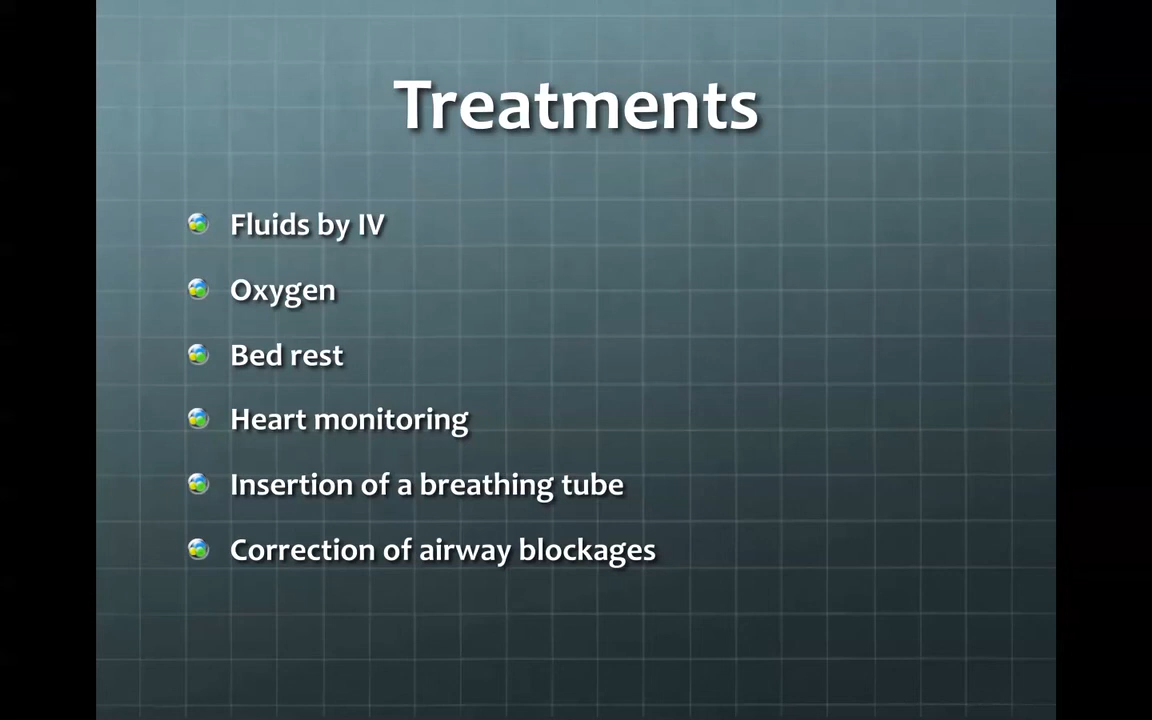 Treatments
Fluids by IV
Oxygen
Bed rest
Heart monitoring
Insertion of a breathing tube
Correction of airway blockages